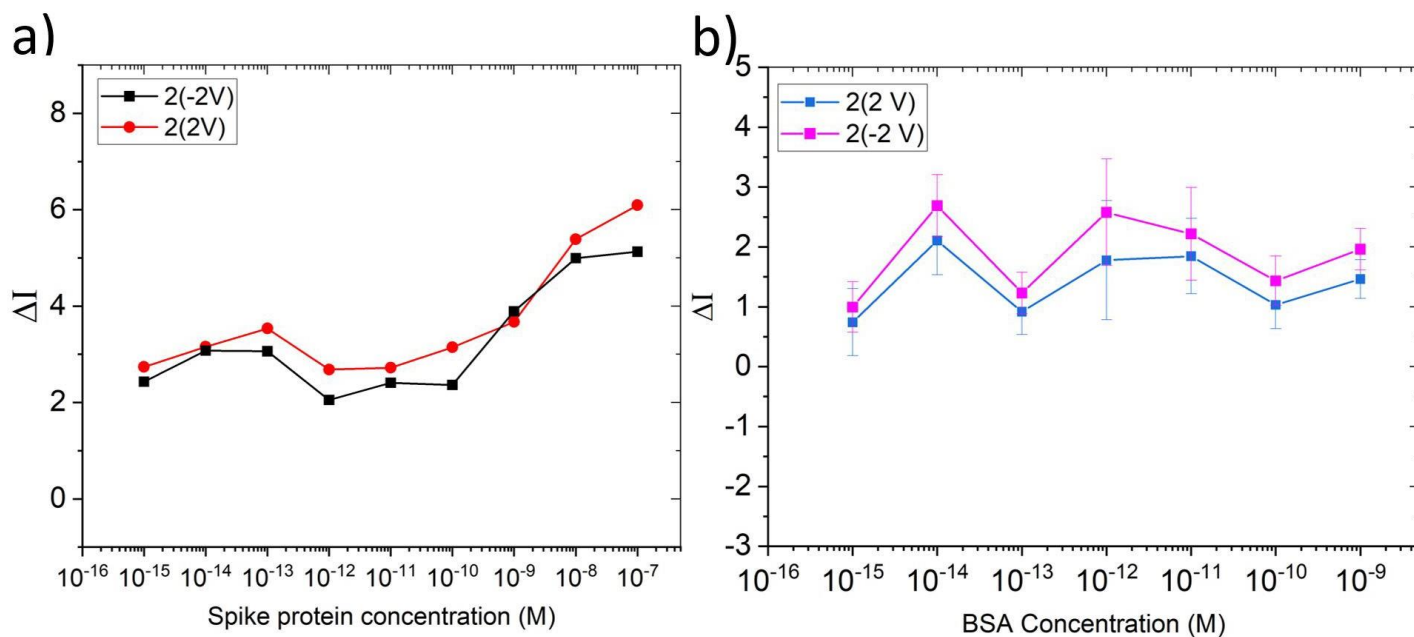 a)
2(-2V)
2(2V)
8
6
4
2
0
ΔI
10⁻¹⁶ 10⁻¹⁵ 10⁻¹⁴ 10⁻¹³ 10⁻¹² 10⁻¹¹ 10⁻¹⁰ 10⁻⁹ 10⁻⁸ 10⁻⁷
Spike protein concentration (M)
b)
2(2 V)
2(-2 V)
5
4
3
2
1
0
-1
-2
-3
ΔI
10⁻¹⁶ 10⁻¹⁵ 10⁻¹⁴ 10⁻¹³ 10⁻¹² 10⁻¹¹ 10⁻¹⁰ 10⁻⁹
BSA Concentration (M)